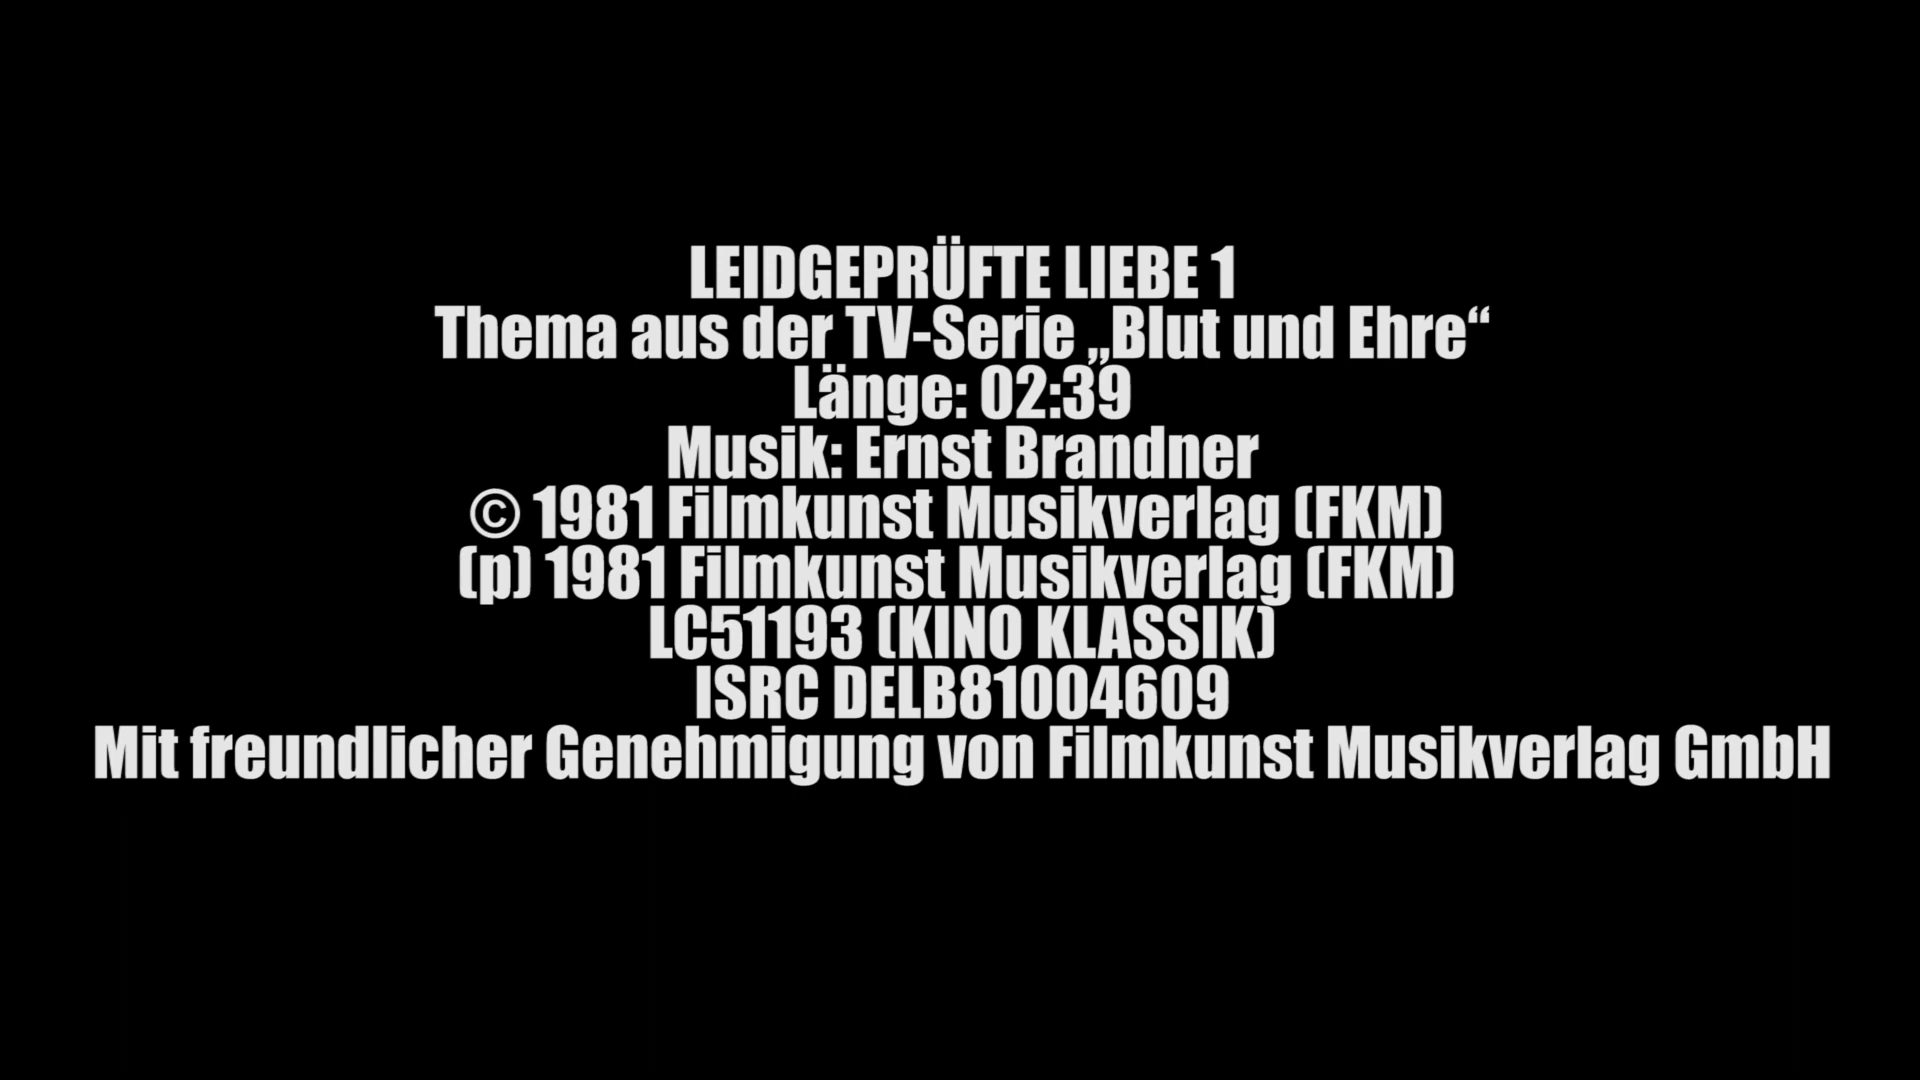 LEIDGEPRÜFTE LIEBE 1
Thema aus der TV-Serie „Blut und Ehre“
Länge: 02:39
Musik: Ernst Brandner
© 1981 Filmkunst Musikverlag (FKM)
(p) 1981 Filmkunst Musikverlag (FKM)
LC51193 (KINO KLASSIK)
ISRC DELB81004609
Mit freundlicher Genehmigung von Filmkunst Musikverlag GmbH